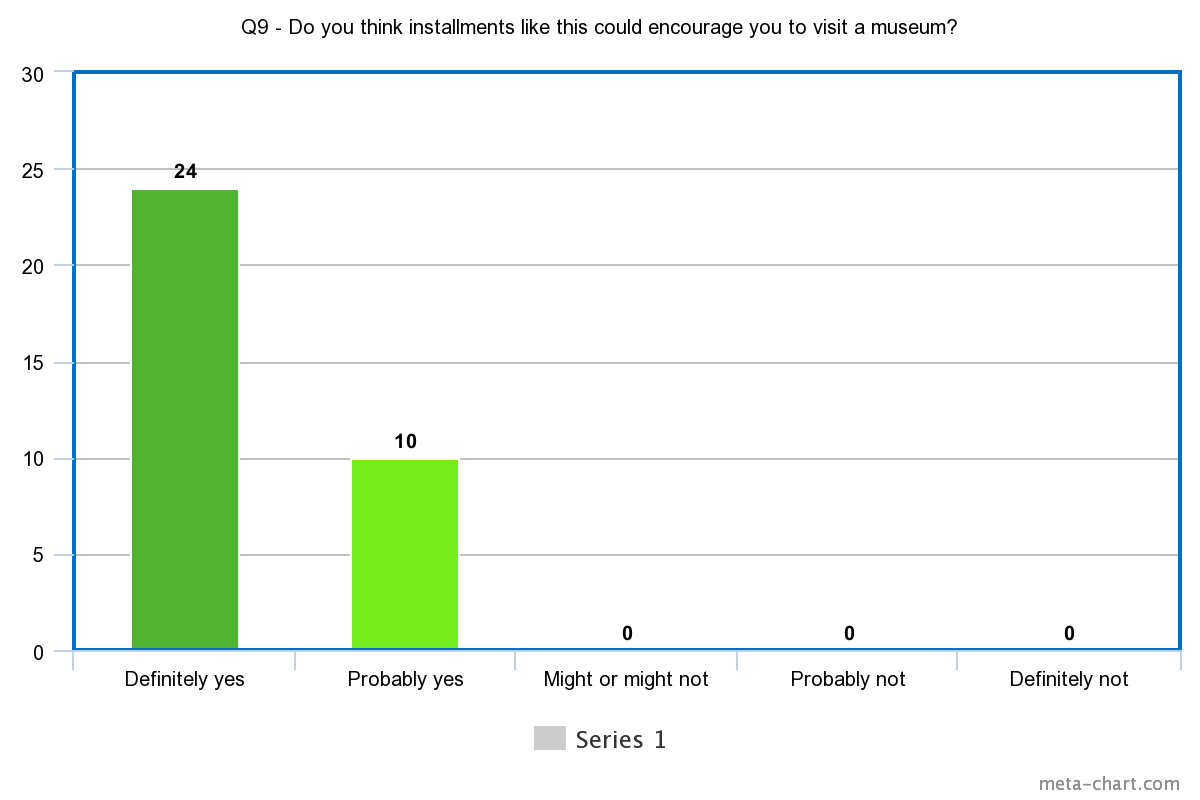 Q9 - Do you think installments like this could encourage you to visit a museum?
30
25
20
15
10
5
0
24
10
0
0
0
Definitely yes
Probably yes
Might or might not
Probably not
Definitely not
Series 1
meta-chart.com